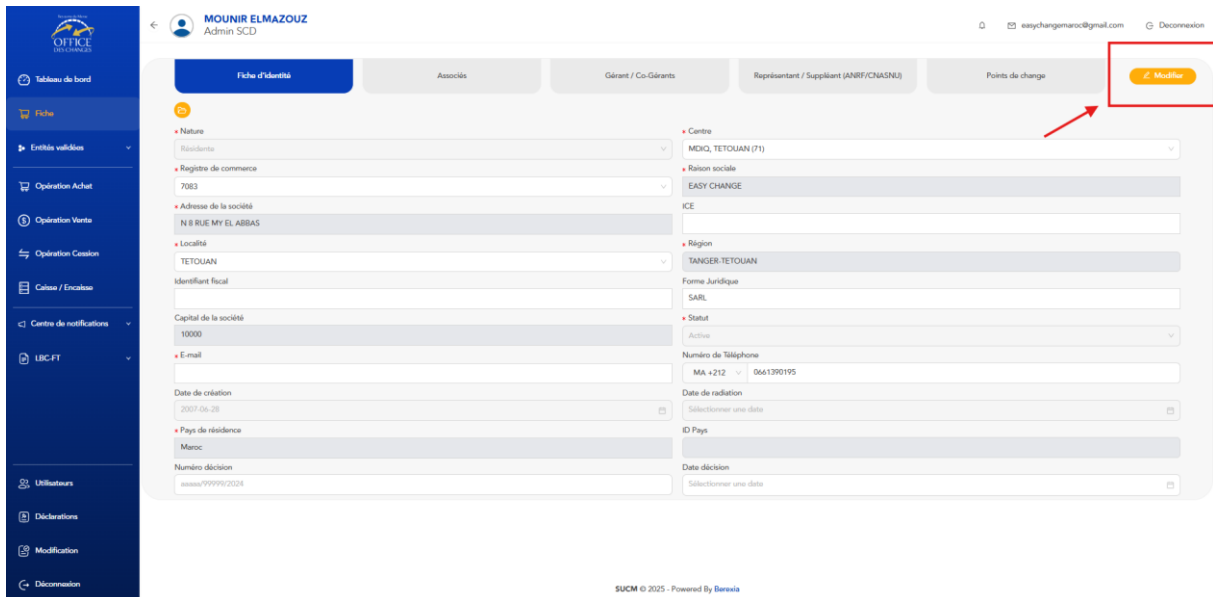 OFFICE
DES CHANGES
MOUNIR ELMAZOUZ
Admin SCD
easychangemaroc@gmail.com
Deconnexion
Tableau de bord
Fiche
Entités validées
Opération Achat
Opération Vente
Opération Cession
Caisse / Encaisse
Centre de notifications
LBC-FT
Utilisateurs
Déclarations
Modification
Déconnexion
Fiche d'identité
Associés
Gérant / Co-Gérants
Représentant / Suppléant (ANRF/CNASNU)
Points de change
Modifier
* Nature
Résidente
* Centre
MDIQ, TETOUAN (71)
* Registre de commerce
7083
* Raison sociale
EASY CHANGE
* Adresse de la société
N 8 RUE MY EL ABBAS
ICE
* Localité
TETOUAN
* Région
TANGER-TETOUAN
Identifiant fiscal
Forme Juridique
SARL
Capital de la société
10000
* Statut
Active
* E-mail
Numéro de Téléphone
MA +212
0661390195
Date de création
2007-06-28
Date de radiation
Sélectionner une date
* Pays de résidence
Maroc
ID Pays
Numéro décision
aaaaa/99999/2024
Date décision
Sélectionner une date
SUCM © 2025 - Powered By Berexia